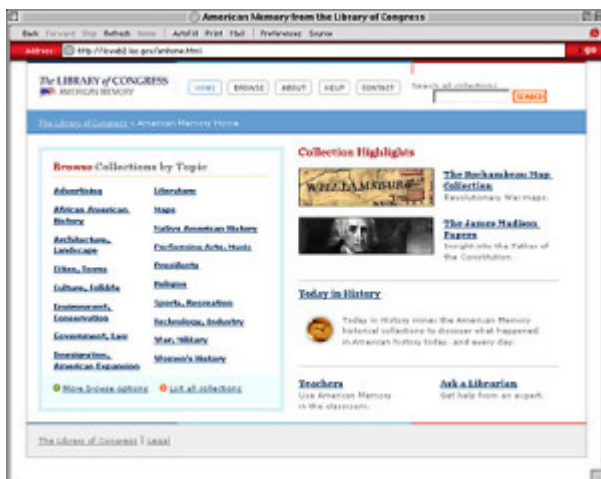 American Memory from the Library of Congress
Back Forward Stop Refresh Home AutoFill Print Mail Preferences Source
Address: 
go
The LIBRARY of CONGRESS
AMERICAN MEMORY
HOME BROWSE ABOUT HELP CONTACT
Search all collections
SEARCH
The Library of Congress > American Memory Home
Browse Collections by Topic
Advertising
African American History
Architecture, Landscape
Cities, Towns
Culture, Folklife
Environment, Conservation
Government, Law
Immigration, American Expansion
Literature
Maps
Native American History
Performing Arts, Music
Presidents
Religion
Sports, Recreation
Technology, Industry
War, Military
Women's History
More browse options List all collections
Collection Highlights
WILLIAMSBURG
The Rochambeau Map
Collection
Revolutionary War maps.
The James Madison
Papers
Insight into the Father of
the Constitution.
Today in History
Today in History mines the American Memory
historical collections to discover what happened
in American history today - and every day.
Teachers
Use American Memory
in the classroom.
Ask a Librarian
Get help from an expert.
The Library of Congress | Legal